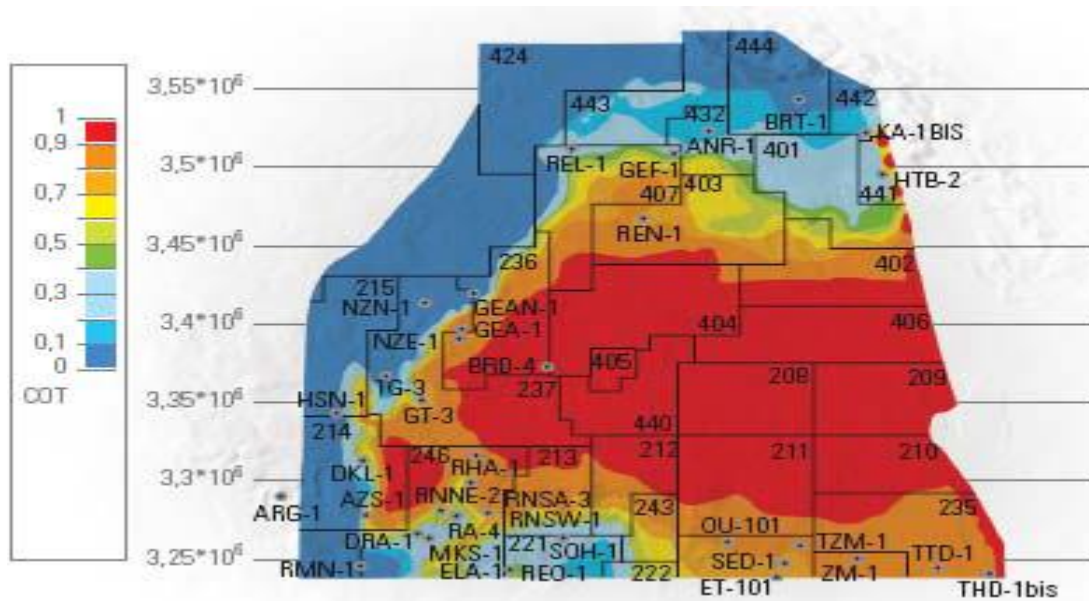 424
444
3,55*10⁶
443
442
432
BRT-1
KA-1BIS
1
0,9
0,7
0,5
0,3
0,1
0
COT
ANR-1
401
3,5*10⁶
REL-1
GEF-1
403
441
HTB-2
407
REN-1
3,45*10⁶
236
402
215
NZN-1
GEAN-1
3,4*10⁶
NZE-1
GEA-1
404
406
BRD-4
405
237
208
209
TG-3
3,35*10⁶
HSN-1
GT-3
214
440
212
211
210
246
RHA-1
213
DKL-1
3,3*10⁶
AZS-1
RNNE-2
RNSA-3
243
235
ARG-1
RNSW-1
OU-101
RA-4
DRA-1
MKS-1
221
SOH-1
TZM-1
TTD-1
3,25*10⁶
RMN-1
ELA-1
REO-1
222
SED-1
ZM-1
ET-101
THD-1bis